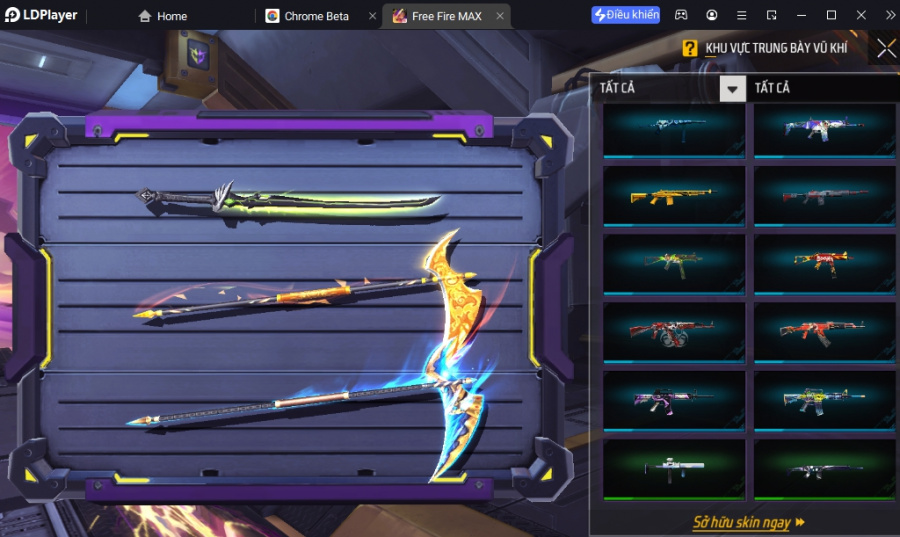 LDPlayer
Home
Chrome Beta
Free Fire MAX
Điều khiển
? KHU VỰC TRƯNG BÀY VŨ KHÍ
TẤT CẢ
TẤT CẢ
Sở hữu skin ngay